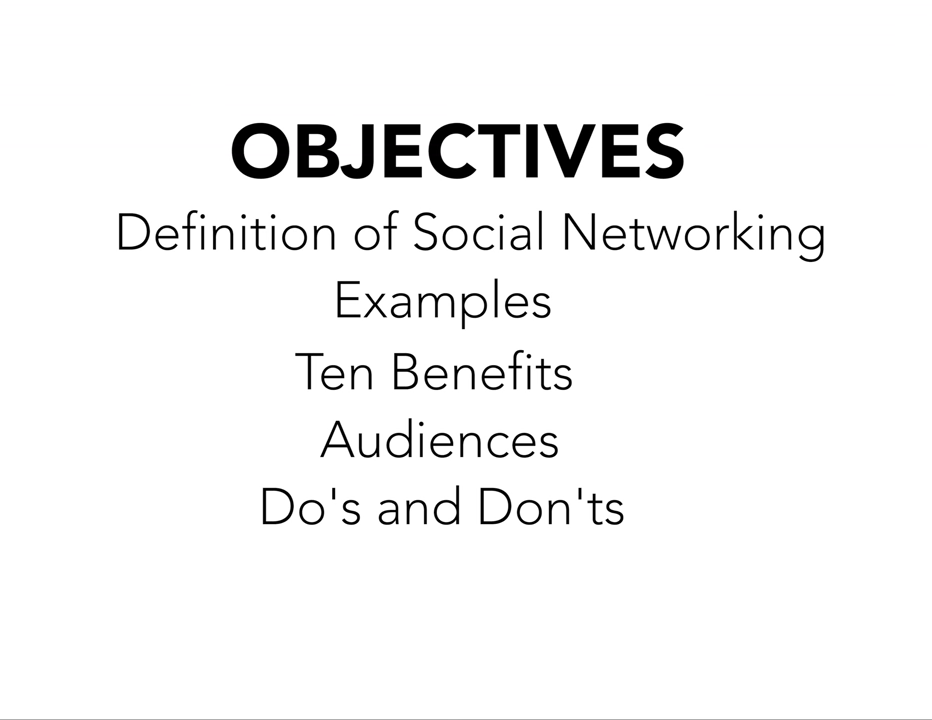 OBJECTIVES
Definition of Social Networking
Examples
Ten Benefits
Audiences
Do's and Don'ts